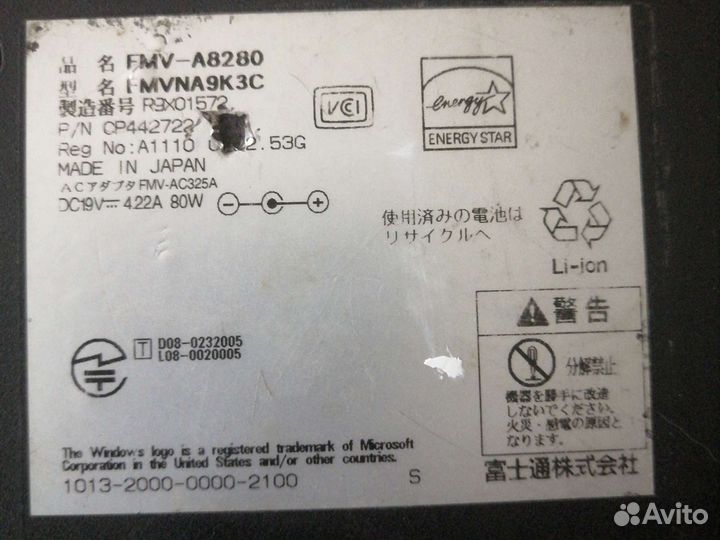 品 名 FMV-A8280
型 名 FMVNA9K3C
製造番号 R9X01572
P/N CP442722
Reg No:A1110 2.53G
MADE IN JAPAN
ACアダプタ FMV-AC325A
DC19V 4.22A 80W
VCI
energy
ENERGY STAR
使用済みの電池は
リサイクルへ
Li-ion
T D08-0232005
L08-0020005
警告
分解禁止
機器を勝手に改造
しないでください。
火災・感電の原因と
なります。
The Windows logo is a registered trademark of Microsoft
Corporation in the United States and/or other countries.
1013-2000-0000-2100 S
富士通株式会社
Avito